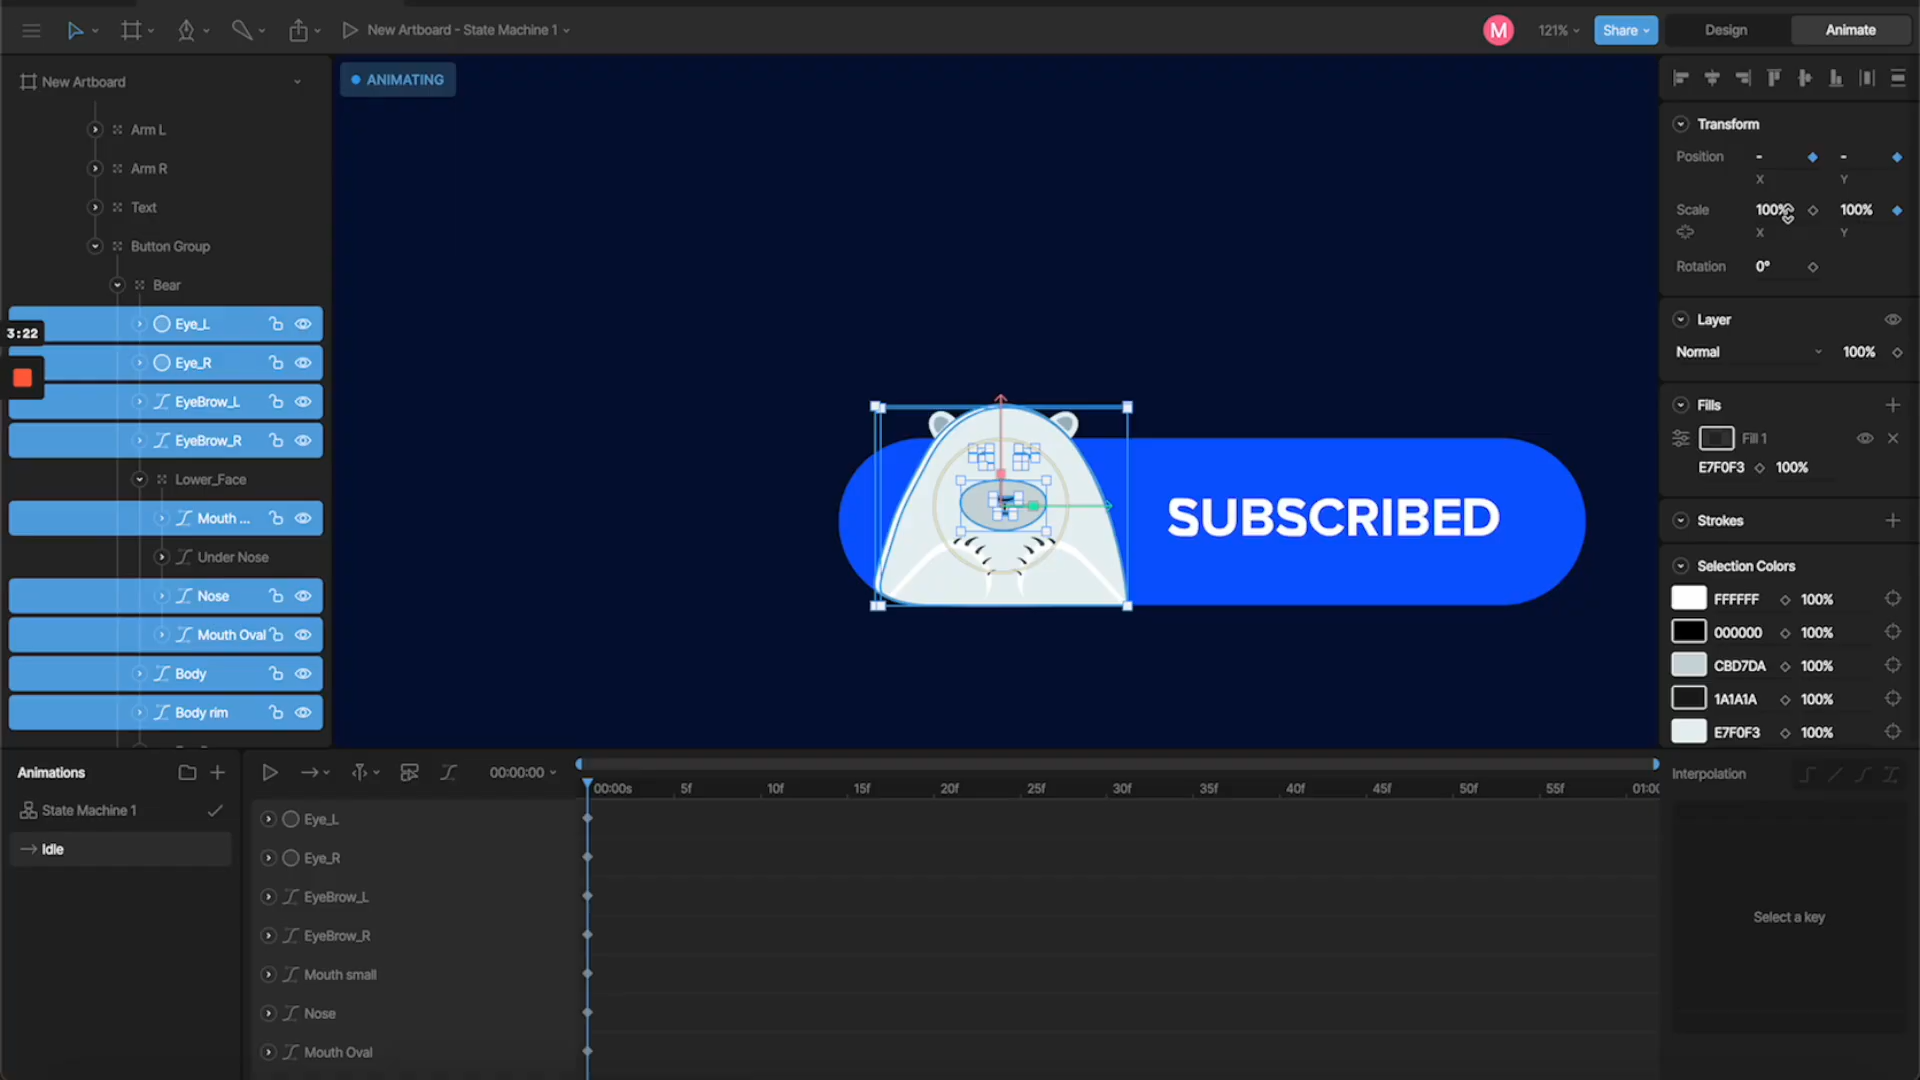 New Artboard - State Machine 1
M
121%
Share
Design
Animate
New Artboard
ANIMATING
Arm L
Arm R
Text
Button Group
Bear
Eye_L
Eye_R
EyeBrow_L
EyeBrow_R
Lower_Face
Mouth ...
Under Nose
Nose
Mouth Oval
Body
Body rim
3:22
SUBSCRIBED
Transform
Position - -
X Y
Scale 100% 100%
X Y
Rotation 0°
Layer
Normal 100%
Fills
Fill 1
E7F0F3 100%
Strokes
Selection Colors
FFFFFF 100%
000000 100%
CBD7DA 100%
1A1A1A 100%
E7F0F3 100%
Animations
State Machine 1
Idle
00:00:00
00:00s 5f 10f 15f 20f 25f 30f 35f 40f 45f 50f 55f 01:00
Eye_L
Eye_R
EyeBrow_L
EyeBrow_R
Mouth small
Nose
Mouth Oval
Interpolation
Select a key